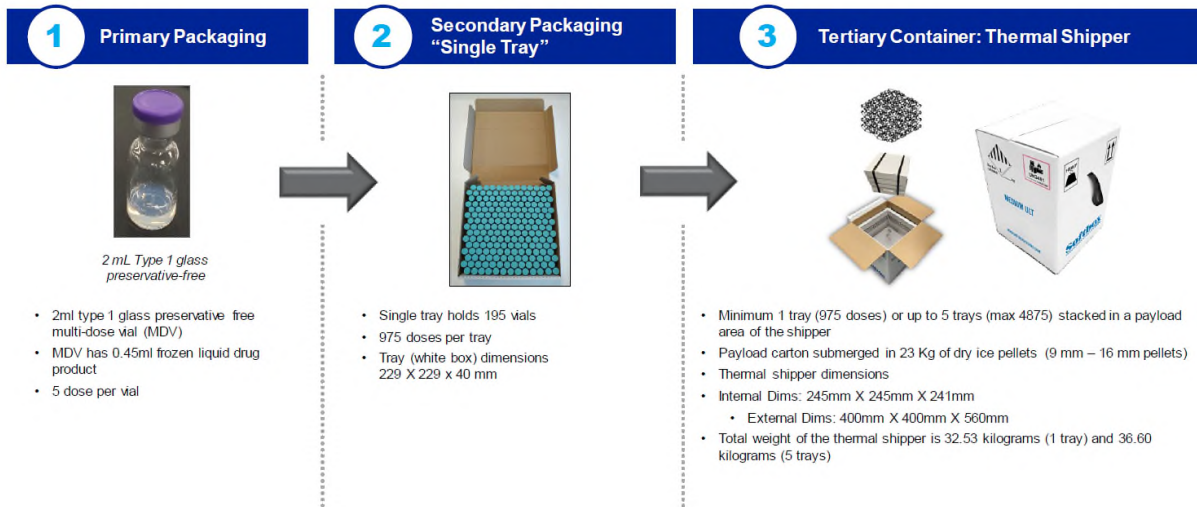 1
Primary Packaging
2 mL Type 1 glass
preservative-free
• 2ml type 1 glass preservative free
multi-dose vial (MDV)
• MDV has 0.45ml frozen liquid drug
product
• 5 dose per vial
2
Secondary Packaging
“Single Tray”
• Single tray holds 195 vials
• 975 doses per tray
• Tray (white box) dimensions
229 X 229 x 40 mm
3
Tertiary Container: Thermal Shipper
MEDIUM ULT
Softbox
• Minimum 1 tray (975 doses) or up to 5 trays (max 4875) stacked in a payload
area of the shipper
• Payload carton submerged in 23 Kg of dry ice pellets (9 mm – 16 mm pellets)
• Thermal shipper dimensions
• Internal Dims: 245mm X 245mm X 241mm
• External Dims: 400mm X 400mm X 560mm
• Total weight of the thermal shipper is 32.53 kilograms (1 tray) and 36.60
kilograms (5 trays)